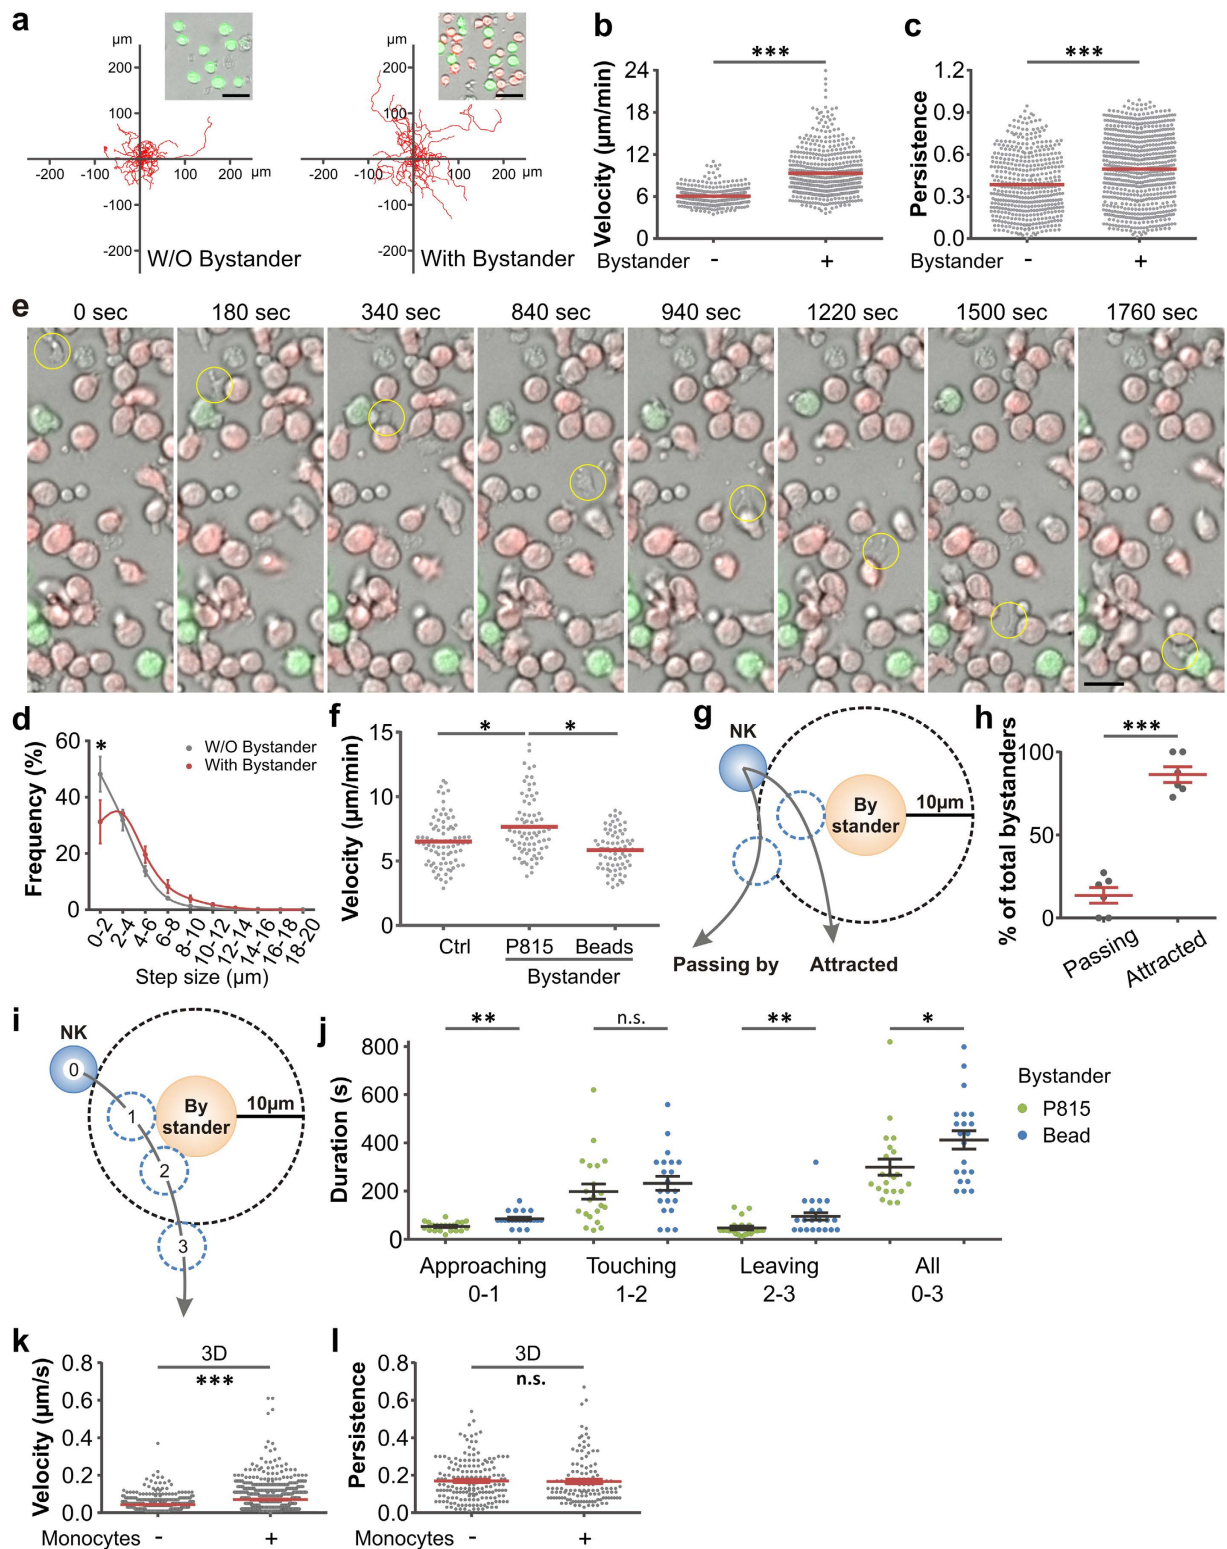 a
µm
200
100
-200
-100
100
200
µm
-100
-200
W/O Bystander
µm
200
100
-200
-100
100
200
µm
-100
-200
With Bystander
b
***
Velocity (µm/min)
24
18
12
6
0
Bystander - +
c
***
Persistence
1.2
0.9
0.6
0.3
0.0
Bystander - +
e
0 sec 180 sec 340 sec 840 sec 940 sec 1220 sec 1500 sec 1760 sec
d
Frequency (%)
60
40
20
0
*
W/O Bystander
With Bystander
0-2 2-4 4-6 6-8 8-10 10-12 12-14 14-16 16-18 18-20
Step size (µm)
f
Velocity (µm/min)
15
10
5
0
* *
Ctrl P815 Beads
Bystander
g
NK
By
stander
10µm
Passing by Attracted
h
***
% of total bystanders
100
50
0
Passing Attracted
i
NK
0
1
2
3
By
stander
10µm
j
Duration (s)
800
600
400
200
0
** n.s. ** *
Approaching Touching Leaving All
0-1 1-2 2-3 0-3
Bystander
P815
Bead
k
3D
***
Velocity (µm/s)
0.8
0.6
0.4
0.2
0.0
Monocytes - +
l
3D
n.s.
Persistence
0.8
0.6
0.4
0.2
0.0
Monocytes - +